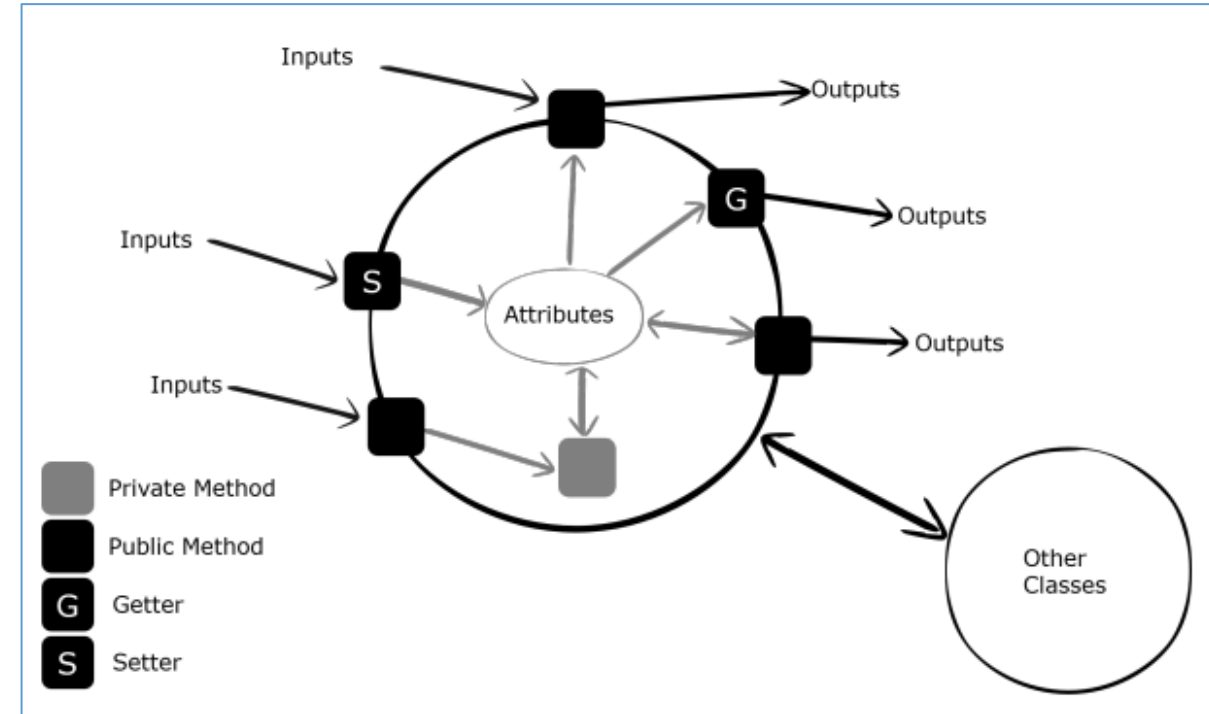 Inputs
Outputs
G
Outputs
Inputs
S
Attributes
Outputs
Inputs
Private Method
Public Method
G Getter
S Setter
Other
Classes